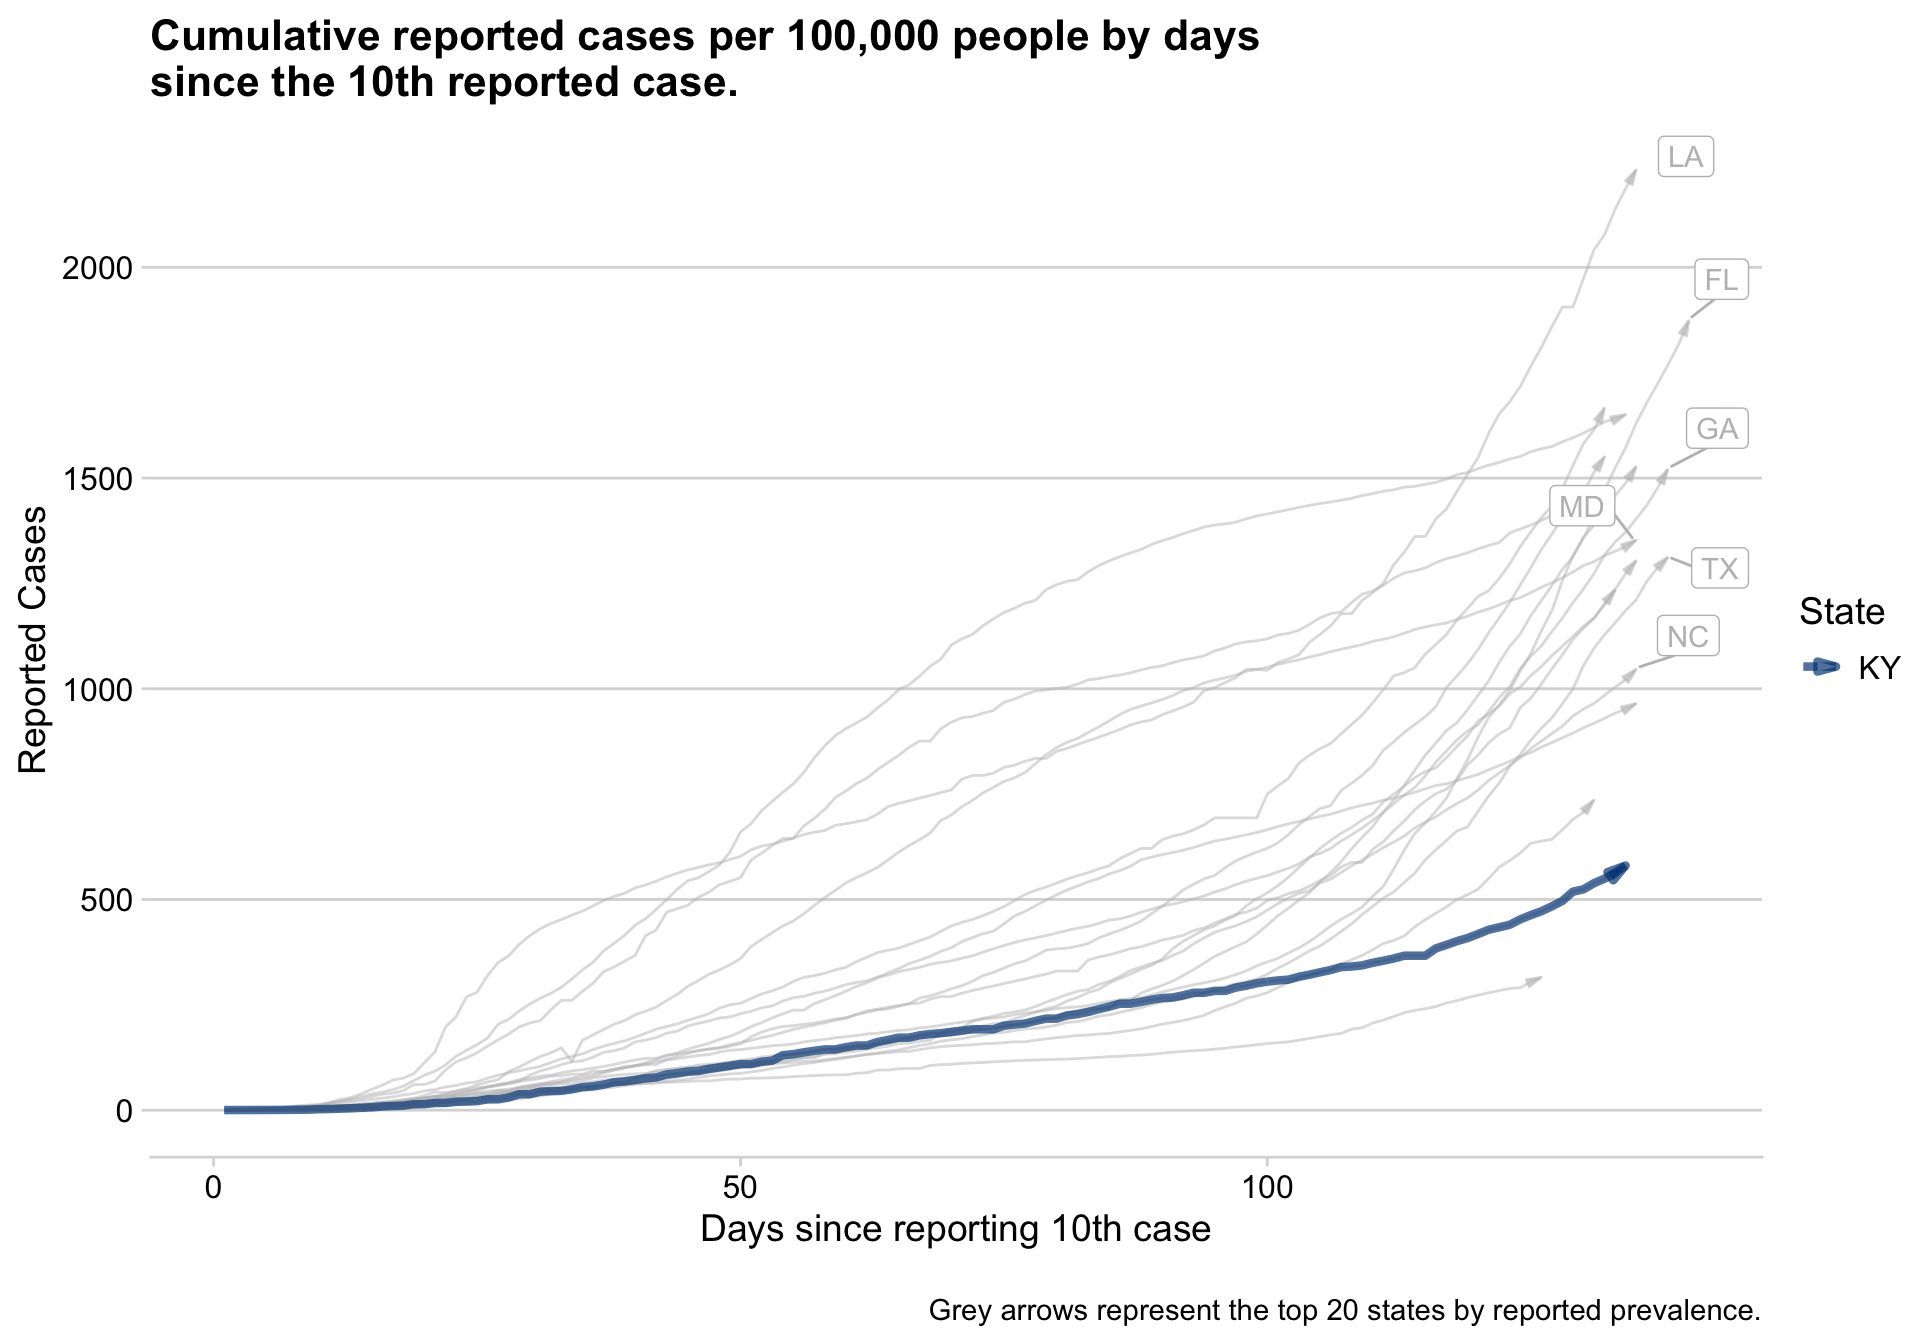 Cumulative reported cases per 100,000 people by days
since the 10th reported case.
LA
2000
FL
GA
1500
MD
TX
NC
1000
500
0
Reported Cases
State
KY
0 50 100
Days since reporting 10th case
Grey arrows represent the top 20 states by reported prevalence.